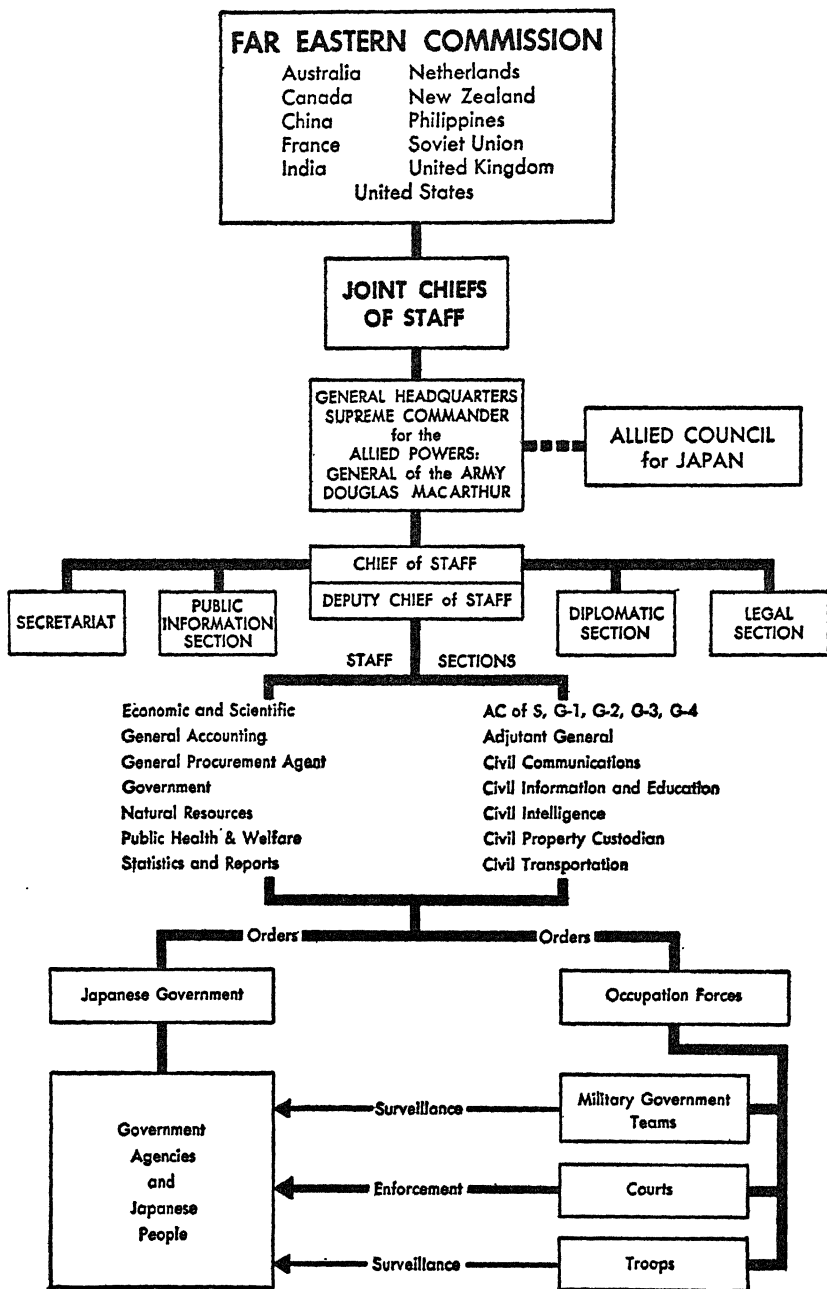 FAR EASTERN COMMISSION
Australia Netherlands
Canada New Zealand
China Philippines
France Soviet Union
India United Kingdom
United States
JOINT CHIEFS
OF STAFF
GENERAL HEADQUARTERS
SUPREME COMMANDER
for the
ALLIED POWERS:
GENERAL of the ARMY
DOUGLAS MACARTHUR
ALLIED COUNCIL
for JAPAN
CHIEF of STAFF
DEPUTY CHIEF of STAFF
SECRETARIAT
PUBLIC
INFORMATION
SECTION
DIPLOMATIC
SECTION
LEGAL
SECTION
STAFF SECTIONS
Economic and Scientific
General Accounting
General Procurement Agent
Government
Natural Resources
Public Health & Welfare
Statistics and Reports
AC of S, G-1, G-2, G-3, G-4
Adjutant General
Civil Communications
Civil Information and Education
Civil Intelligence
Civil Property Custodian
Civil Transportation
Orders Orders
Japanese Government
Occupation Forces
Government
Agencies
and
Japanese
People
Surveillance
Military Government
Teams
Enforcement
Courts
Surveillance
Troops